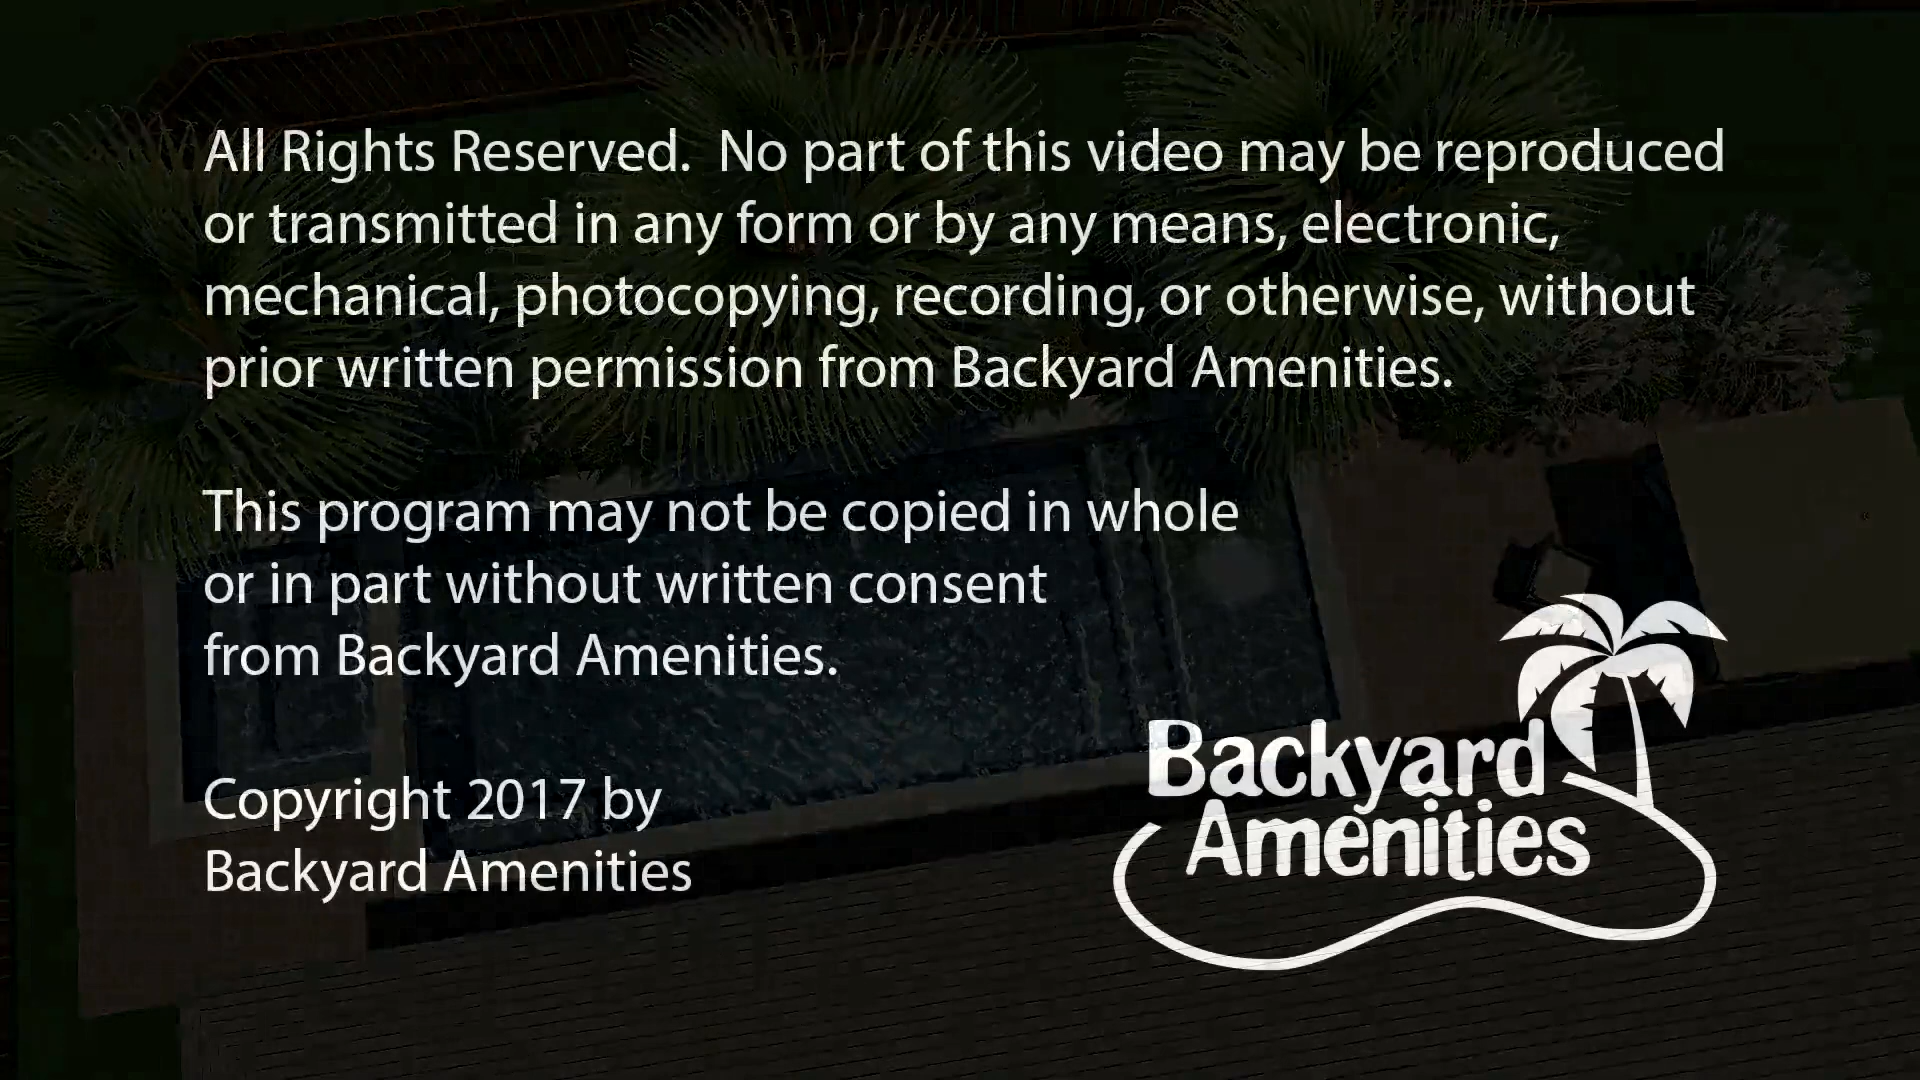 All Rights Reserved.  No part of this video may be reproduced
or transmitted in any form or by any means, electronic,
mechanical, photocopying, recording, or otherwise, without
prior written permission from Backyard Amenities.
This program may not be copied in whole
or in part without written consent
from Backyard Amenities.
Copyright 2017 by
Backyard Amenities
Backyard
Amenities